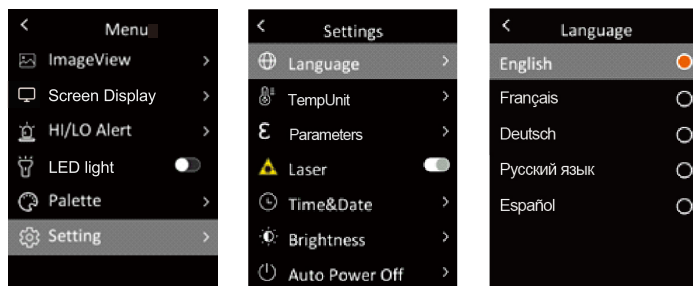 Menu
ImageView
Screen Display
HI/LO Alert
LED light
Palette
Setting
Settings
Language
TempUnit
Parameters
Laser
Time&Date
Brightness
Auto Power Off
Language
English
Français
Deutsch
Русский язык
Español